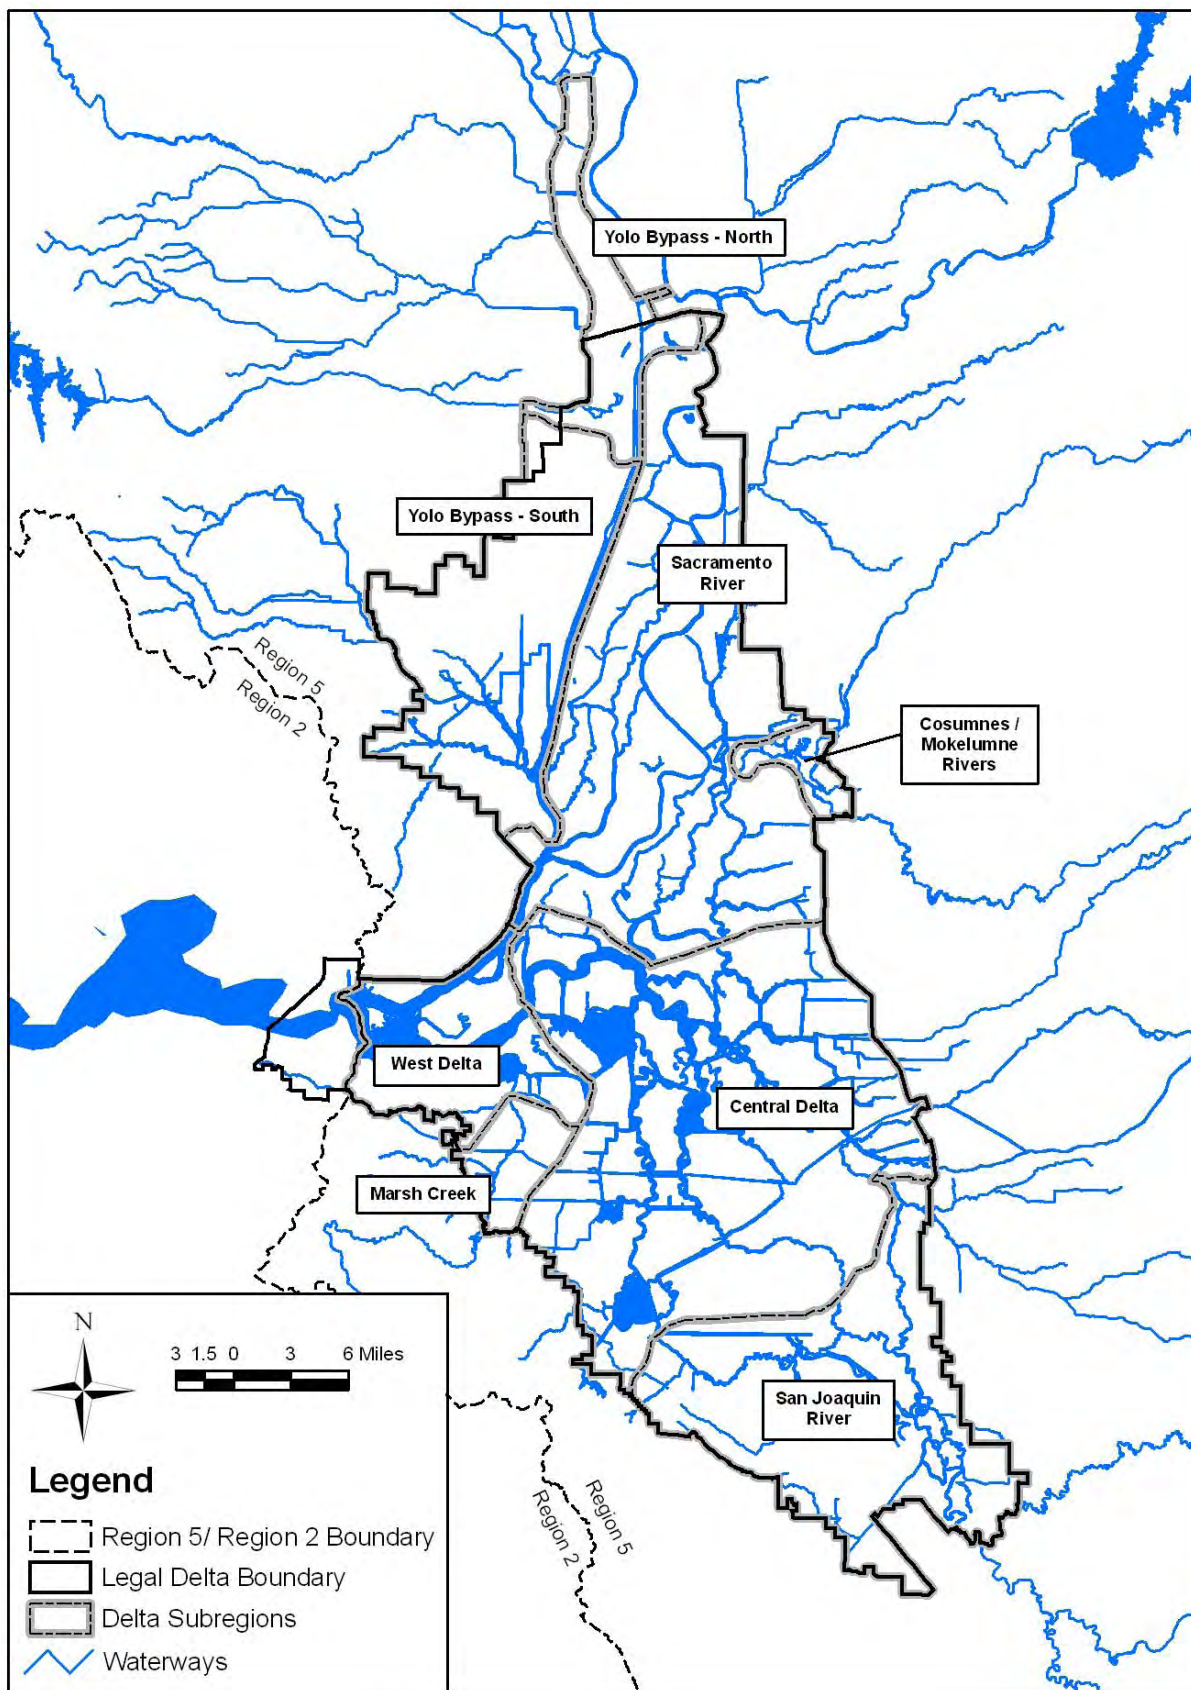 Yolo Bypass - North
Yolo Bypass - South
Sacramento
River
Region 5
Region 2
Cosumnes /
Mokelumne
Rivers
West Delta
Central Delta
Marsh Creek
N
3 1.5 0 3 6 Miles
San Joaquin
River
Region 5
Region 2
Legend
Region 5/ Region 2 Boundary
Legal Delta Boundary
Delta Subregions
Waterways